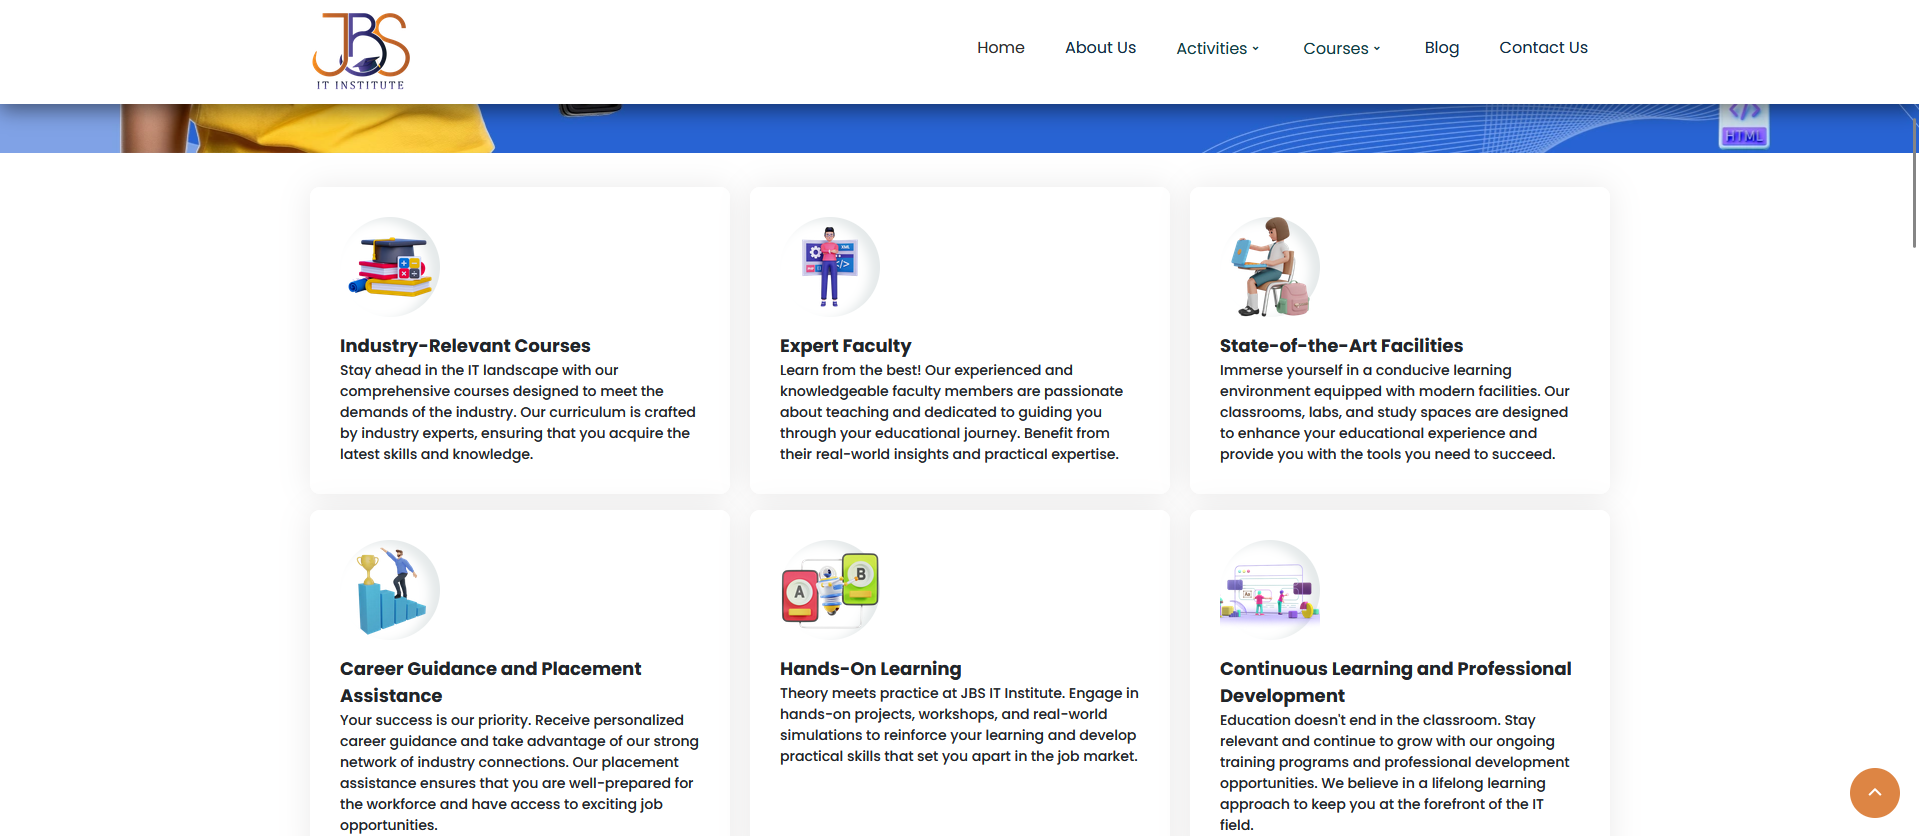 JBS
IT INSTITUTE
Home
About Us
Activities
Courses
Blog
Contact Us
</>
HTML
Industry-Relevant Courses
Stay ahead in the IT landscape with our
comprehensive courses designed to meet the
demands of the industry. Our curriculum is crafted
by industry experts, ensuring that you acquire the
latest skills and knowledge.
XML
</>
Expert Faculty
Learn from the best! Our experienced and
knowledgeable faculty members are passionate
about teaching and dedicated to guiding you
through your educational journey. Benefit from
their real-world insights and practical expertise.
State-of-the-Art Facilities
Immerse yourself in a conducive learning
environment equipped with modern facilities. Our
classrooms, labs, and study spaces are designed
to enhance your educational experience and
provide you with the tools you need to succeed.
Career Guidance and Placement
Assistance
Your success is our priority. Receive personalized
career guidance and take advantage of our strong
network of industry connections. Our placement
assistance ensures that you are well-prepared for
the workforce and have access to exciting job
opportunities.
A
B
Hands-On Learning
Theory meets practice at JBS IT Institute. Engage in
hands-on projects, workshops, and real-world
simulations to reinforce your learning and develop
practical skills that set you apart in the job market.
Aa
Continuous Learning and Professional
Development
Education doesn't end in the classroom. Stay
relevant and continue to grow with our ongoing
training programs and professional development
opportunities. We believe in a lifelong learning
approach to keep you at the forefront of the IT
field.